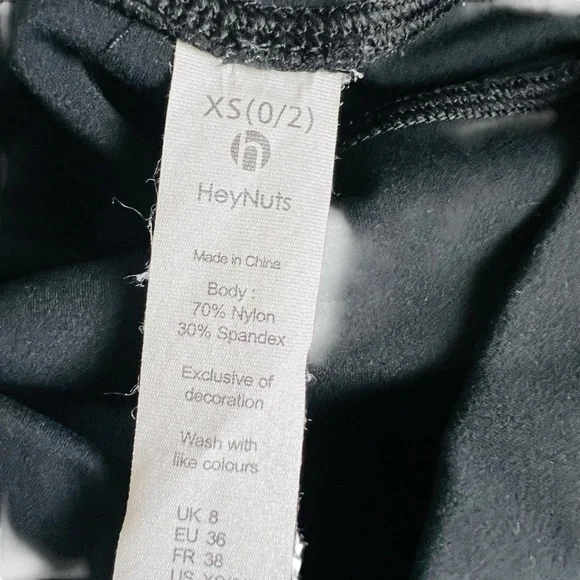 XS(0/2)
HeyNuts
Made in China
Body :
70% Nylon
30% Spandex
Exclusive of
decoration
Wash with
like colours
UK 8
EU 36
FR 38
US